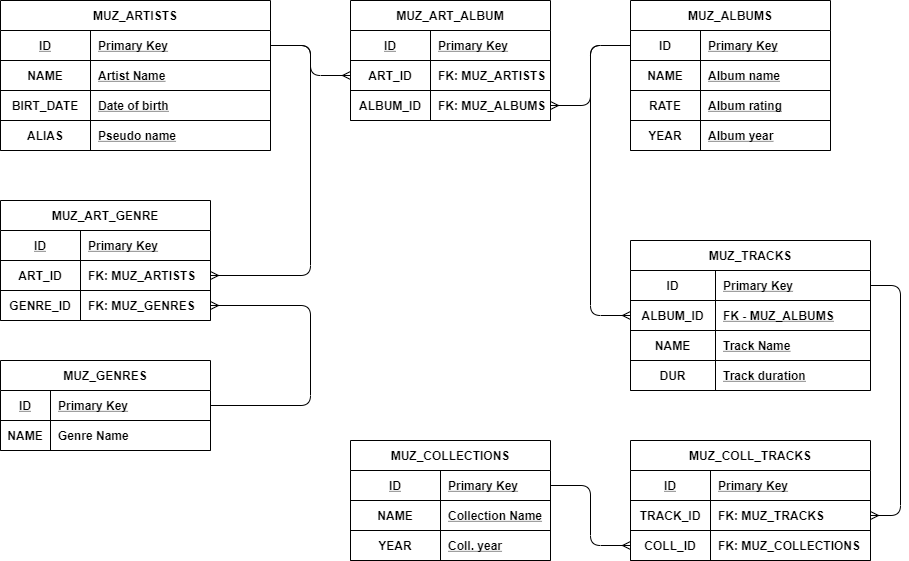 MUZ_ARTISTS
ID Primary Key
NAME Artist Name
BIRT_DATE Date of birth
ALIAS Pseudo name
MUZ_ART_ALBUM
ID Primary Key
ART_ID FK: MUZ_ARTISTS
ALBUM_ID FK: MUZ_ALBUMS
MUZ_ALBUMS
ID Primary Key
NAME Album name
RATE Album rating
YEAR Album year
MUZ_ART_GENRE
ID Primary Key
ART_ID FK: MUZ_ARTISTS
GENRE_ID FK: MUZ_GENRES
MUZ_TRACKS
ID Primary Key
ALBUM_ID FK - MUZ_ALBUMS
NAME Track Name
DUR Track duration
MUZ_GENRES
ID Primary Key
NAME Genre Name
MUZ_COLLECTIONS
ID Primary Key
NAME Collection Name
YEAR Coll. year
MUZ_COLL_TRACKS
ID Primary Key
TRACK_ID FK: MUZ_TRACKS
COLL_ID FK: MUZ_COLLECTIONS